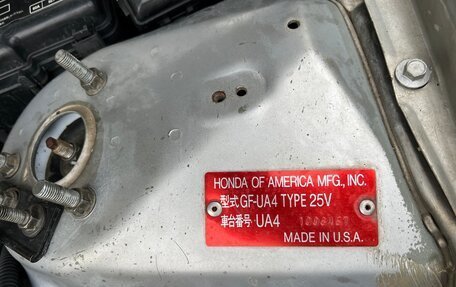 HONDA OF AMERICA MFG., INC.
型式 GF-UA4 TYPE 25V
車台番号 UA4
MADE IN U.S.A.